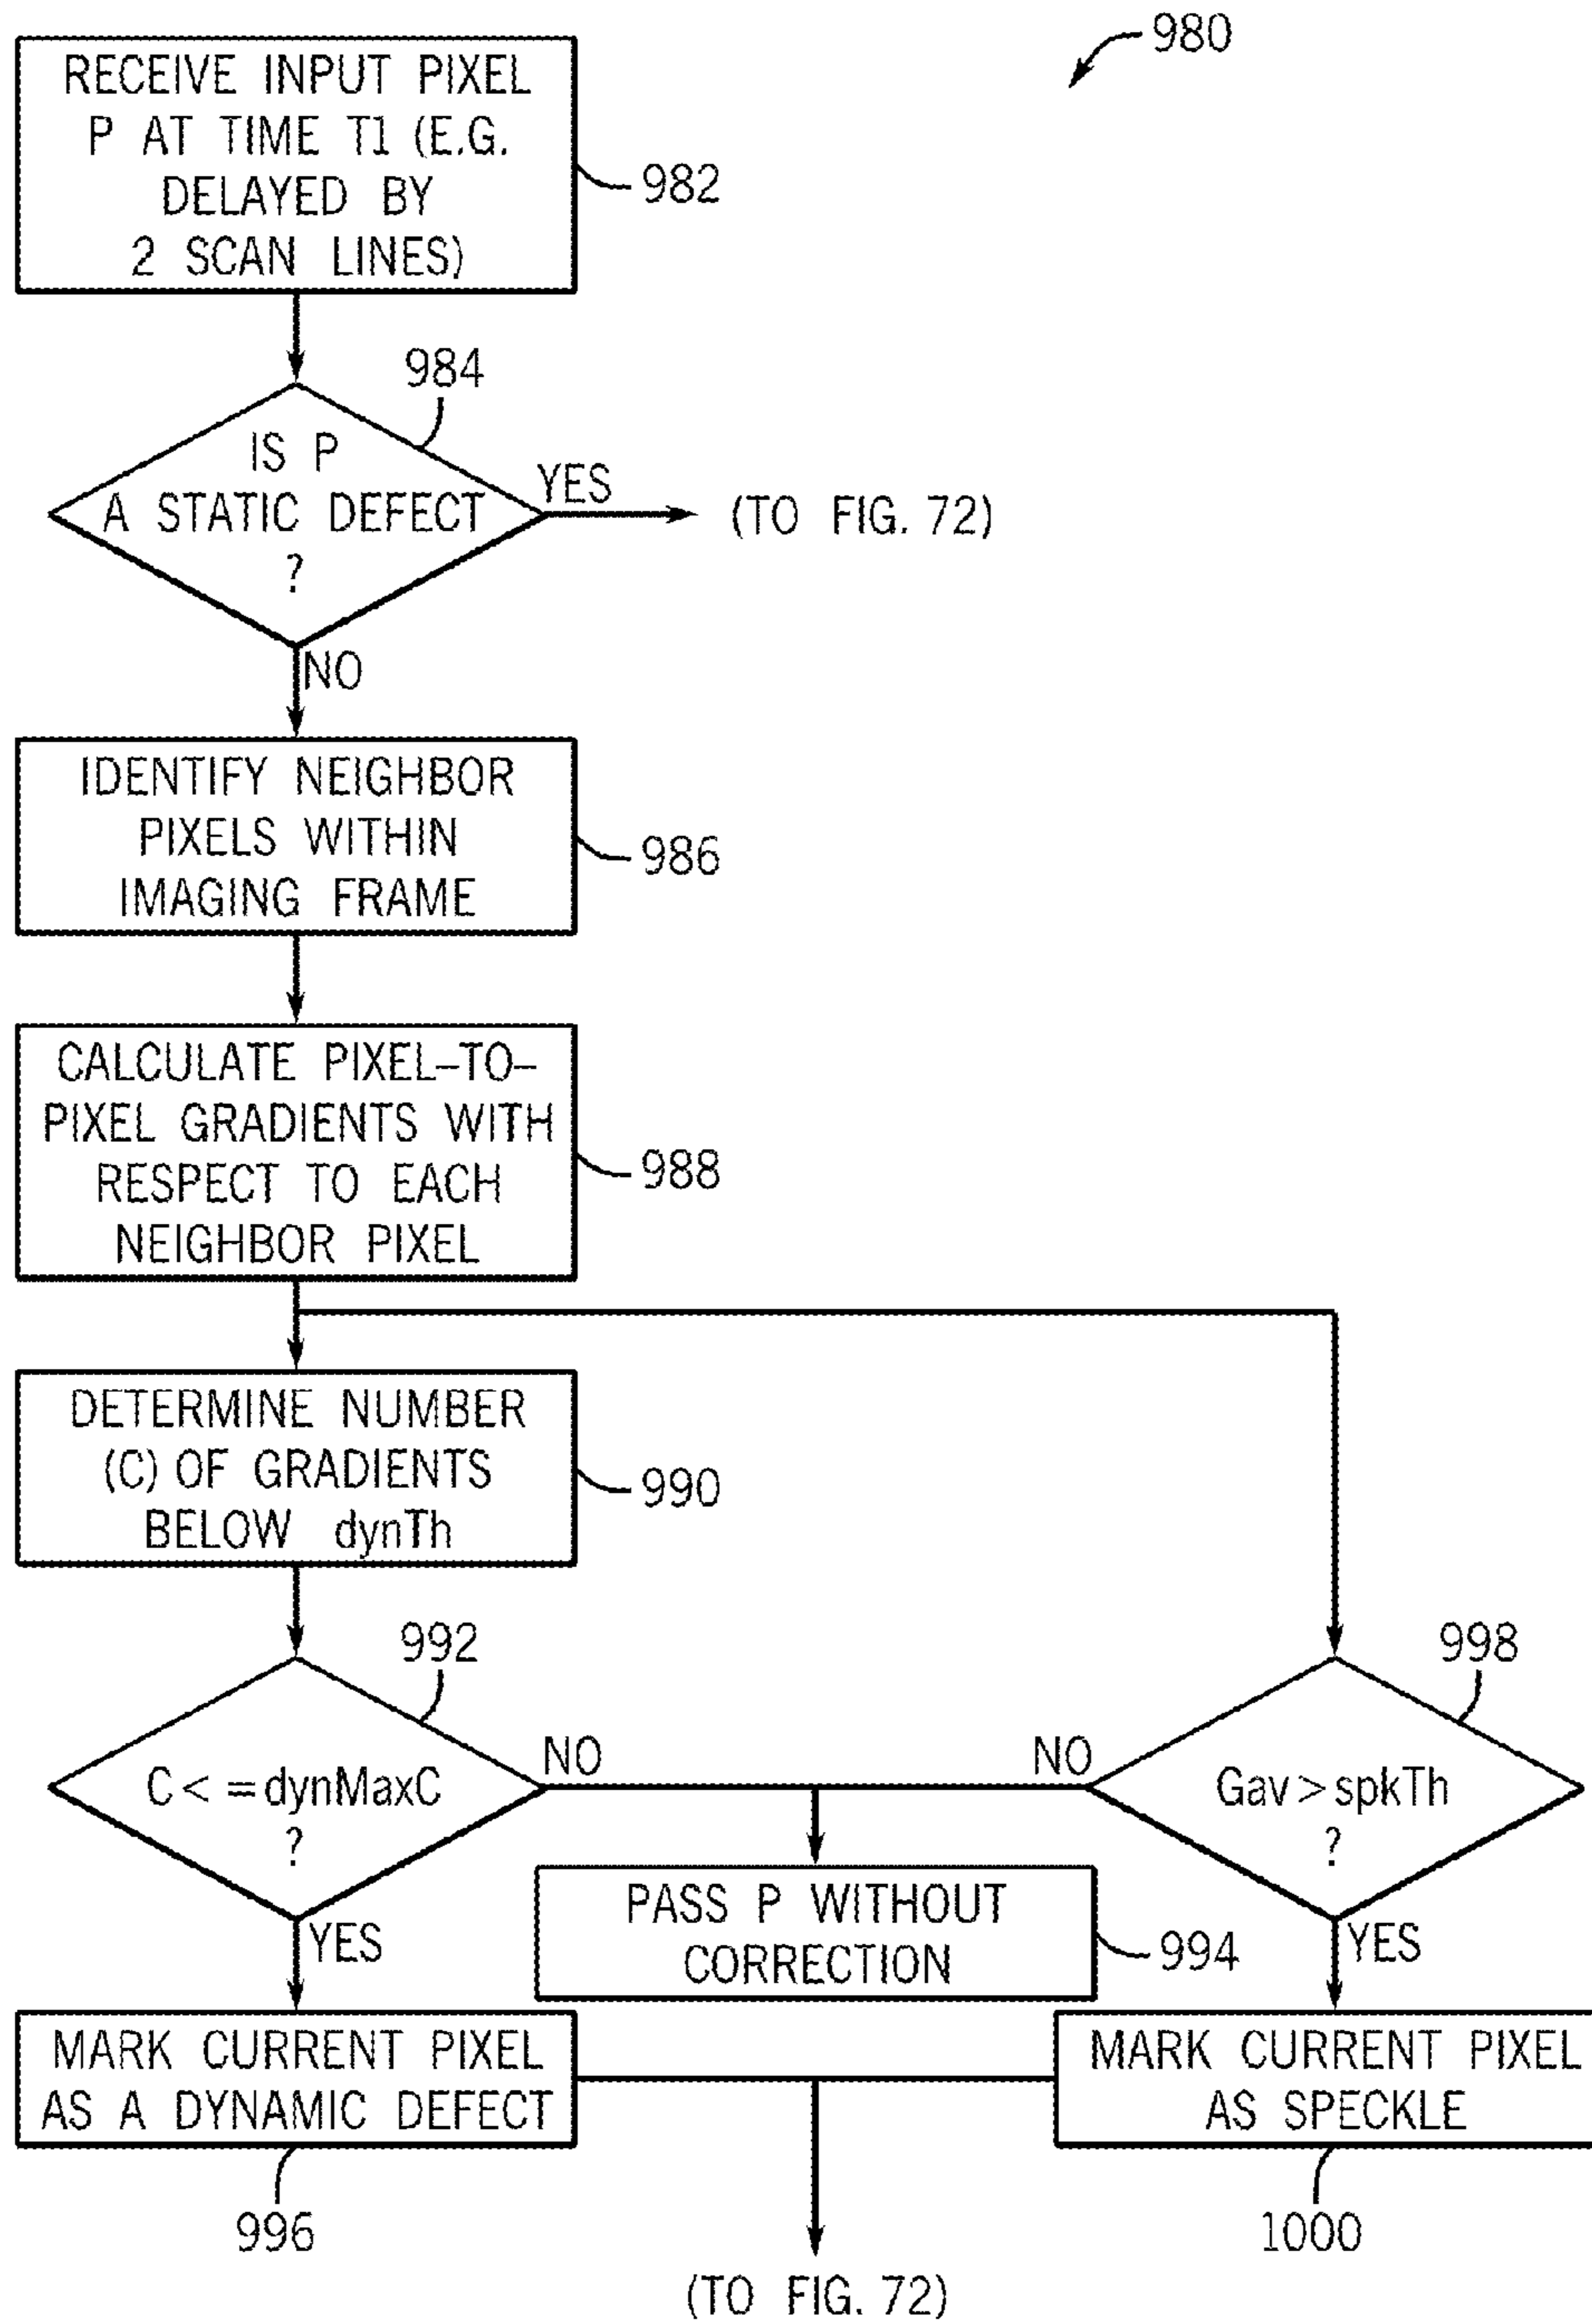 980
RECEIVE INPUT PIXEL
P AT TIME T1 (E.G.
DELAYED BY
2 SCAN LINES)
982
984
IS P
A STATIC DEFECT
?
YES
(TO FIG. 72)
NO
IDENTIFY NEIGHBOR
PIXELS WITHIN
IMAGING FRAME
986
CALCULATE PIXEL-TO-
PIXEL GRADIENTS WITH
RESPECT TO EACH
NEIGHBOR PIXEL
988
DETERMINE NUMBER
(C) OF GRADIENTS
BELOW dynTh
990
992
C < = dynMaxC
?
NO
YES
998
Gav > spkTh
?
NO
YES
PASS P WITHOUT
CORRECTION
994
MARK CURRENT PIXEL
AS A DYNAMIC DEFECT
996
MARK CURRENT PIXEL
AS SPECKLE
1000
(TO FIG. 72)